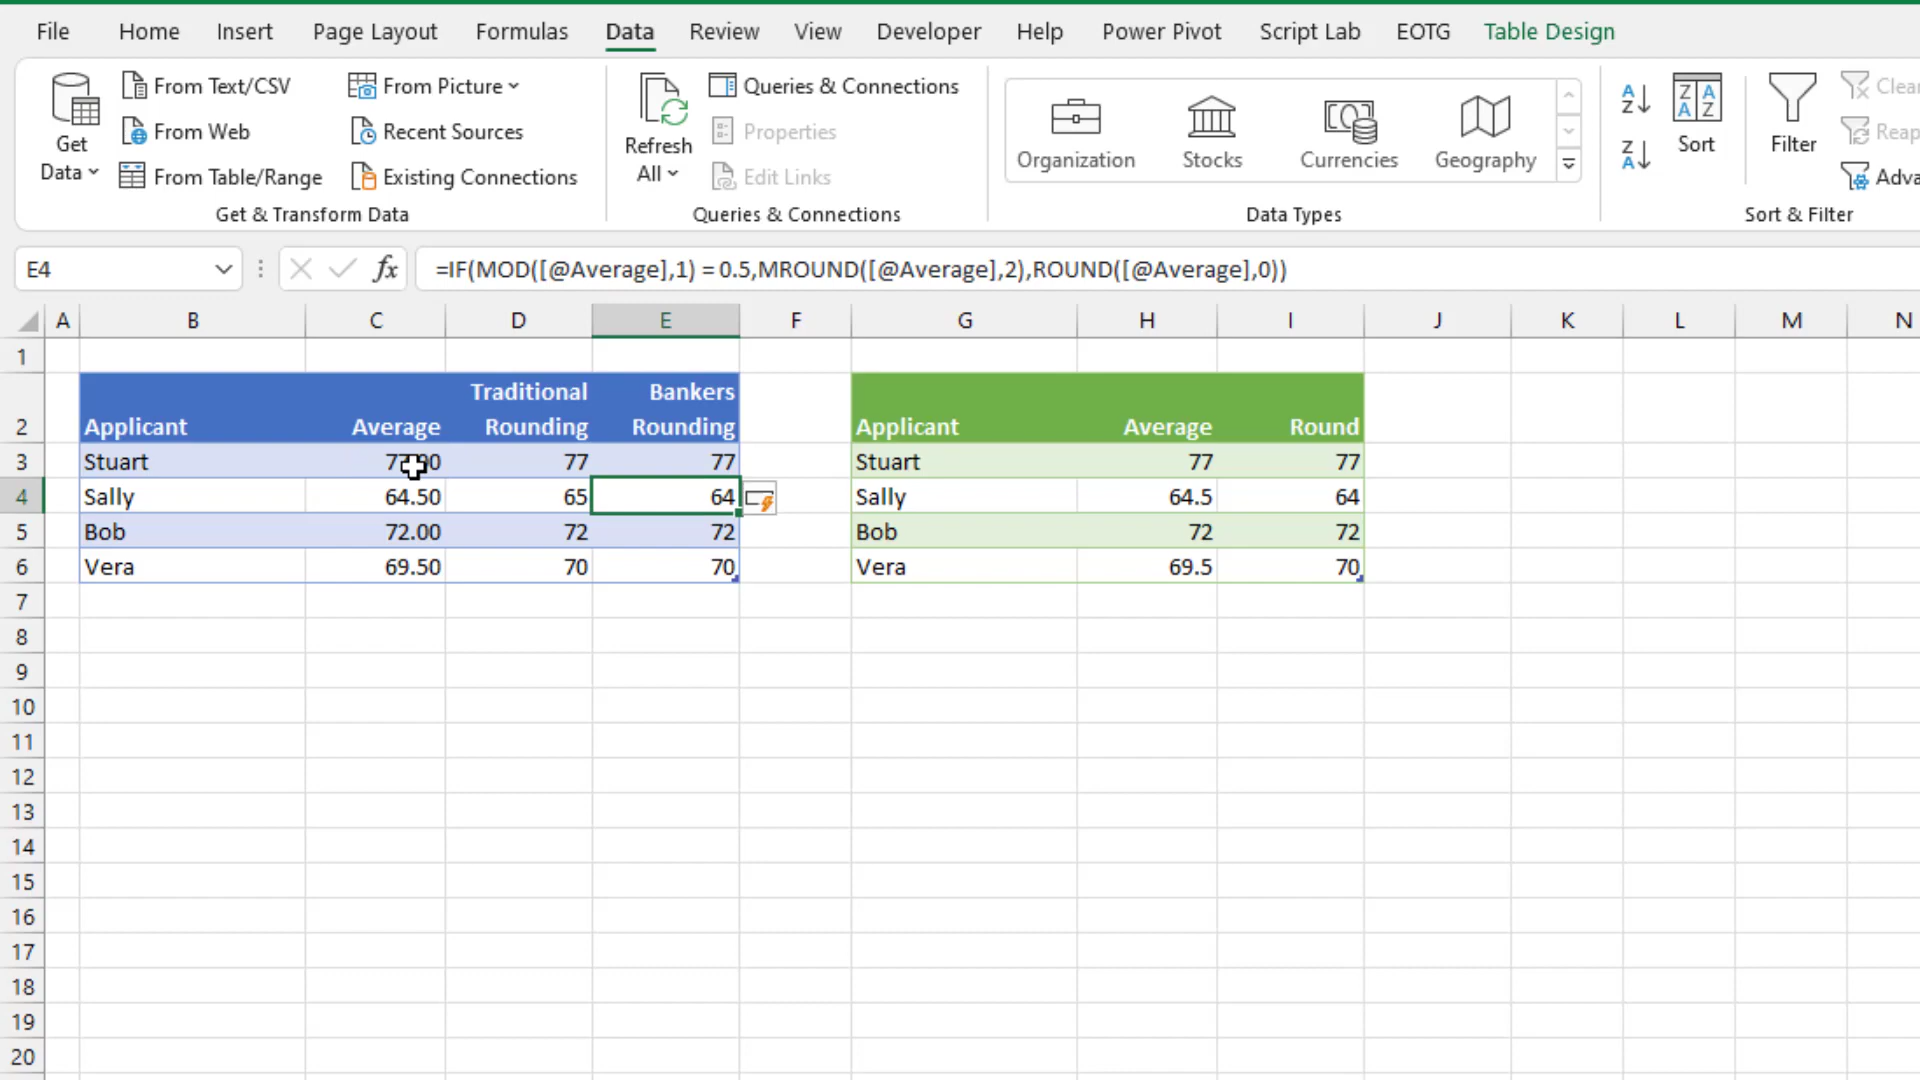 File Home Insert Page Layout Formulas Data Review View Developer Help Power Pivot Script Lab EOTG Table Design
Get Data
From Text/CSV
From Web
From Table/Range
From Picture
Recent Sources
Existing Connections
Get & Transform Data
Refresh All
Queries & Connections
Properties
Edit Links
Queries & Connections
Organization Stocks Currencies Geography
Data Types
A Z
Z A
Z A A Z
Sort
Filter
Clear
Reap
Adva
Sort & Filter
E4 fx =IF(MOD([@Average],1) = 0.5,MROUND([@Average],2),ROUND([@Average],0))
A B C D E F G H I J K L M N
1
2 Applicant Average Traditional Rounding Bankers Rounding Applicant Average Round
3 Stuart 77 77 Stuart 77 77
4 Sally 64.50 65 64 Sally 64.5 64
5 Bob 72.00 72 72 Bob 72 72
6 Vera 69.50 70 70 Vera 69.5 70
7
8
9
10
11
12
13
14
15
16
17
18
19
20